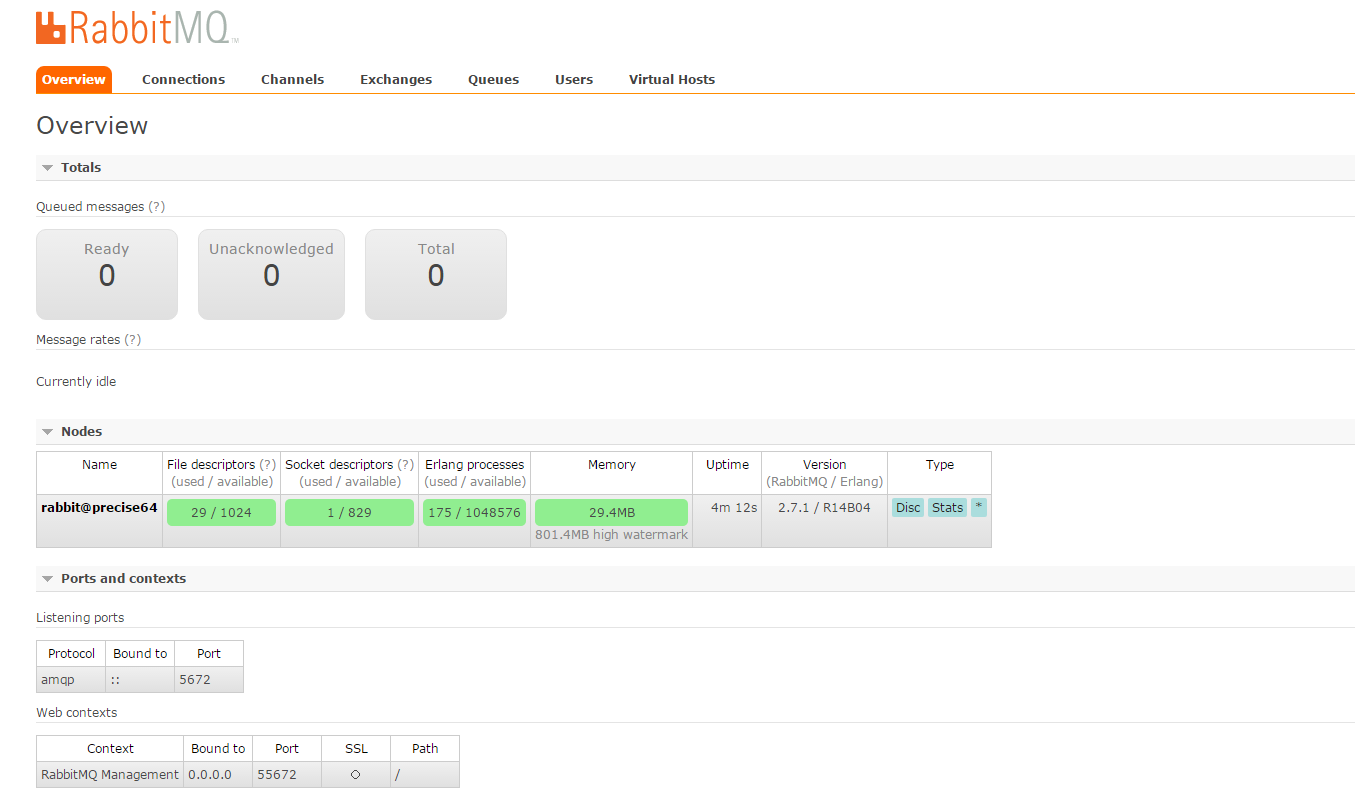 RabbitMQ™
Overview Connections Channels Exchanges Queues Users Virtual Hosts
Overview
Totals
Queued messages (?)
Ready Unacknowledged Total
0 0 0
Message rates (?)
Currently idle
Nodes
Name File descriptors (?) Socket descriptors (?) Erlang processes Memory Uptime Version Type
(used / available) (used / available) (used / available) (RabbitMQ / Erlang)
rabbit@precise64 29 / 1024 1 / 829 175 / 1048576 29.4MB 4m 12s 2.7.1 / R14B04 Disc Stats *
801.4MB high watermark
Ports and contexts
Listening ports
Protocol Bound to Port
amqp :: 5672
Web contexts
Context Bound to Port SSL Path
RabbitMQ Management 0.0.0.0 55672 ○ /